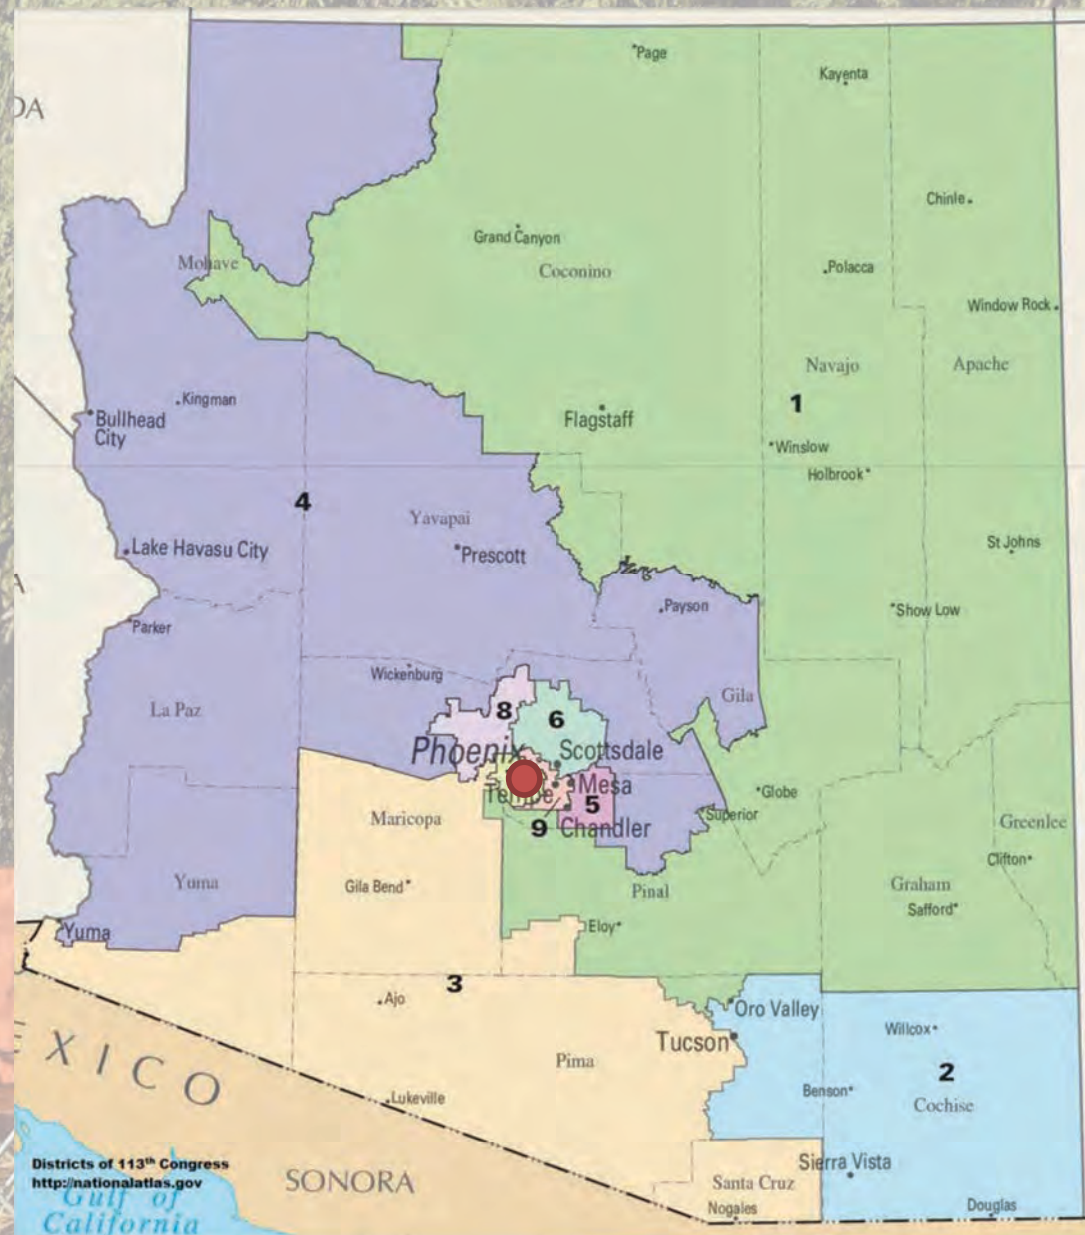 Page
Kayenta
DA
Chinle
Grand Canyon
Mohave
Coconino
Polacca
Window Rock
Navajo
Apache
Kingman
1
Bullhead
City
Flagstaff
Winslow
Holbrook
4
Yavapai
Lake Havasu City
Prescott
St Johns
A
Payson
Show Low
Parker
Wickenburg
Gila
La Paz
8
6
Phoenix
Scottsdale
Tempe
Mesa
Globe
5
Maricopa
9
Chandler
Superior
Greenlee
Clifton
Yuma
Gila Bend
Pinal
Graham
Safford
Yuma
Eloy
3
Ajo
Oro Valley
Willcox
Tucson
EXICO
Pima
2
Benson
Cochise
Lukeville
Districts of 113th Congress
http://nationalatlas.gov
Gulf of
California
SONORA
Sierra Vista
Santa Cruz
Nogales
Douglas